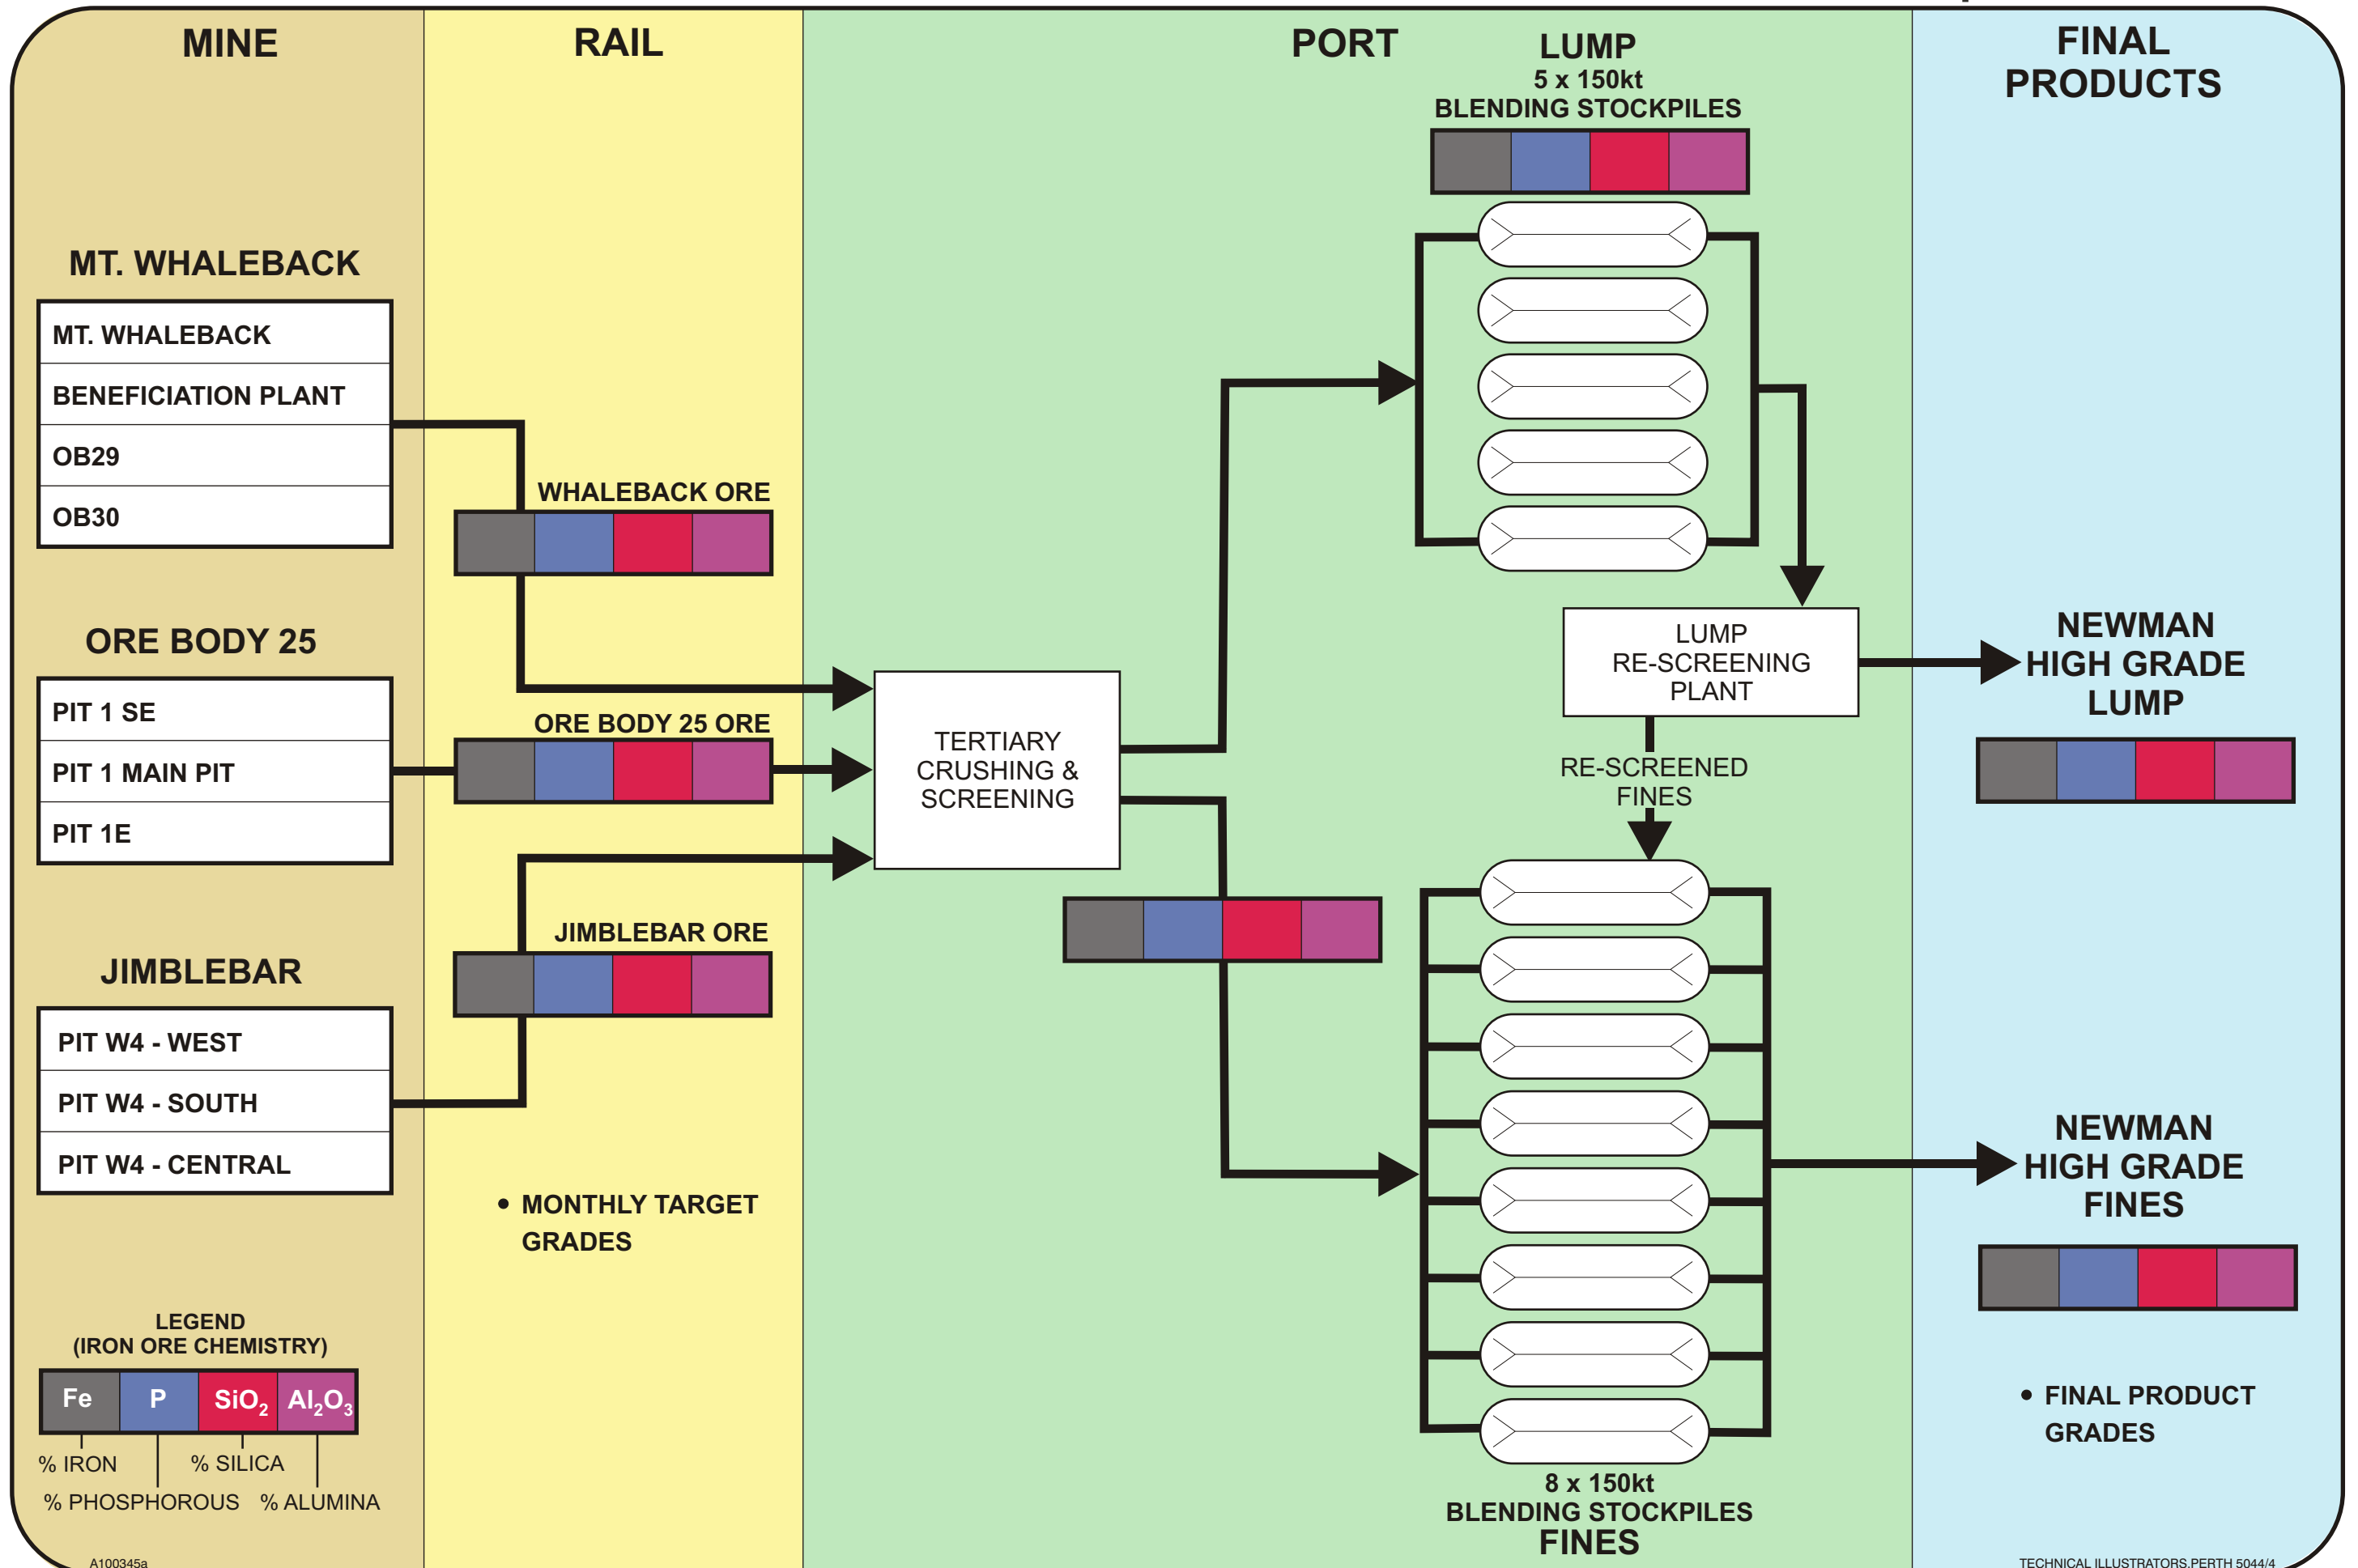 MINE
RAIL
PORT
LUMP
5 x 150kt
BLENDING STOCKPILES
FINAL
PRODUCTS
MT. WHALEBACK
MT. WHALEBACK
BENEFICIATION PLANT
OB29
OB30
WHALEBACK ORE
ORE BODY 25
PIT 1 SE
PIT 1 MAIN PIT
PIT 1E
ORE BODY 25 ORE
JIMBLEBAR
PIT W4 - WEST
PIT W4 - SOUTH
PIT W4 - CENTRAL
JIMBLEBAR ORE
• MONTHLY TARGET
GRADES
TERTIARY
CRUSHING &
SCREENING
LUMP
RE-SCREENING
PLANT
RE-SCREENED
FINES
NEWMAN
HIGH GRADE
LUMP
NEWMAN
HIGH GRADE
FINES
• FINAL PRODUCT
GRADES
8 x 150kt
BLENDING STOCKPILES
FINES
LEGEND
(IRON ORE CHEMISTRY)
Fe P SiO₂ Al₂O₃
% IRON % SILICA
% PHOSPHOROUS % ALUMINA
A100345a
TECHNICAL ILLUSTRATORS.PERTH 5044/4